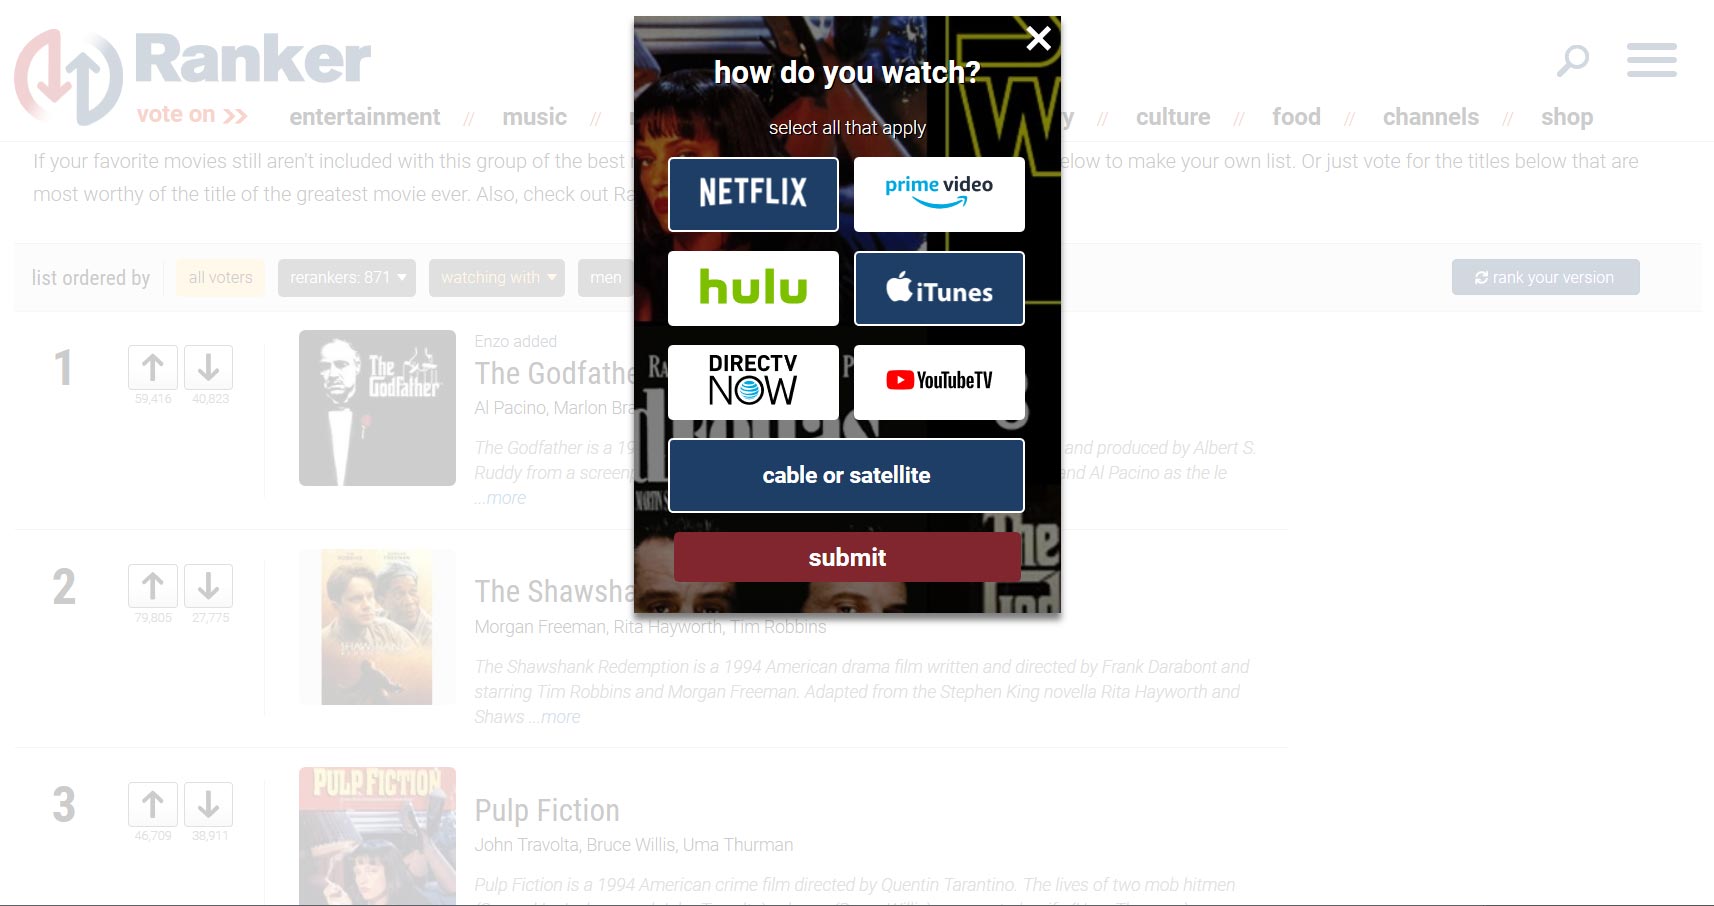 Ranker
vote on >>
entertainment // music //
y // culture // food // channels // shop
If your favorite movies still aren't included with this group of the best
elow to make your own list. Or just vote for the titles below that are
most worthy of the title of the greatest movie ever. Also, check out Ra
list ordered by
all voters
rerankers: 871
watching with
men
rank your version
how do you watch?
select all that apply
NETFLIX
prime video
hulu
iTunes
DIRECTV
NOW
YouTubeTV
cable or satellite
submit
1
59,416
40,823
The
Godfather
Enzo added
The Godfathe
Al Pacino, Marlon Bra
The Godfather is a 19
and produced by Albert S.
Ruddy from a screenp
and Al Pacino as the le
...more
2
79,805
27,775
The Shawsha
Morgan Freeman, Rita Hayworth, Tim Robbins
The Shawshank Redemption is a 1994 American drama film written and directed by Frank Darabont and
starring Tim Robbins and Morgan Freeman. Adapted from the Stephen King novella Rita Hayworth and
Shaws ...more
3
46,709
38,911
PULP FICTION
Pulp Fiction
John Travolta, Bruce Willis, Uma Thurman
Pulp Fiction is a 1994 American crime film directed by Quentin Tarantino. The lives of two mob hitmen